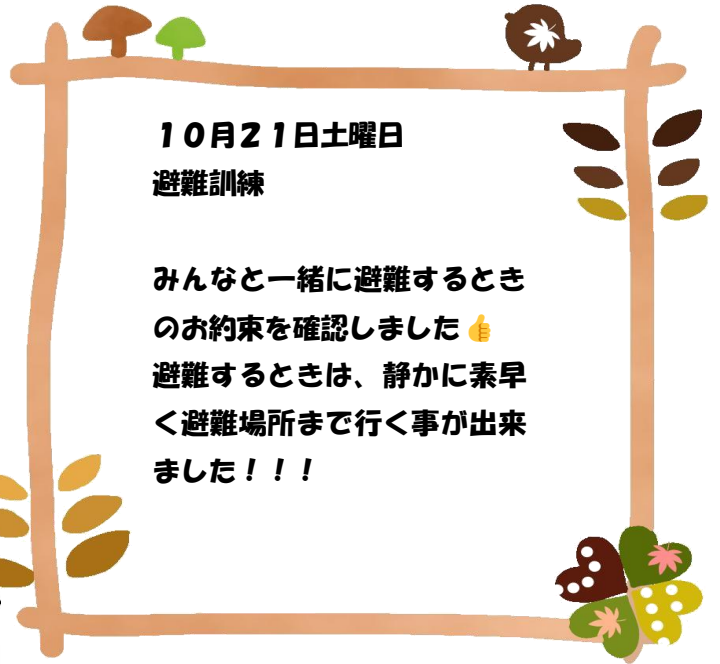 １０月２１日土曜日
避難訓練
みんなと一緒に避難するとき
のお約束を確認しました👍
避難するときは、静かに素早
く避難場所まで行く事が出来
ました！！！